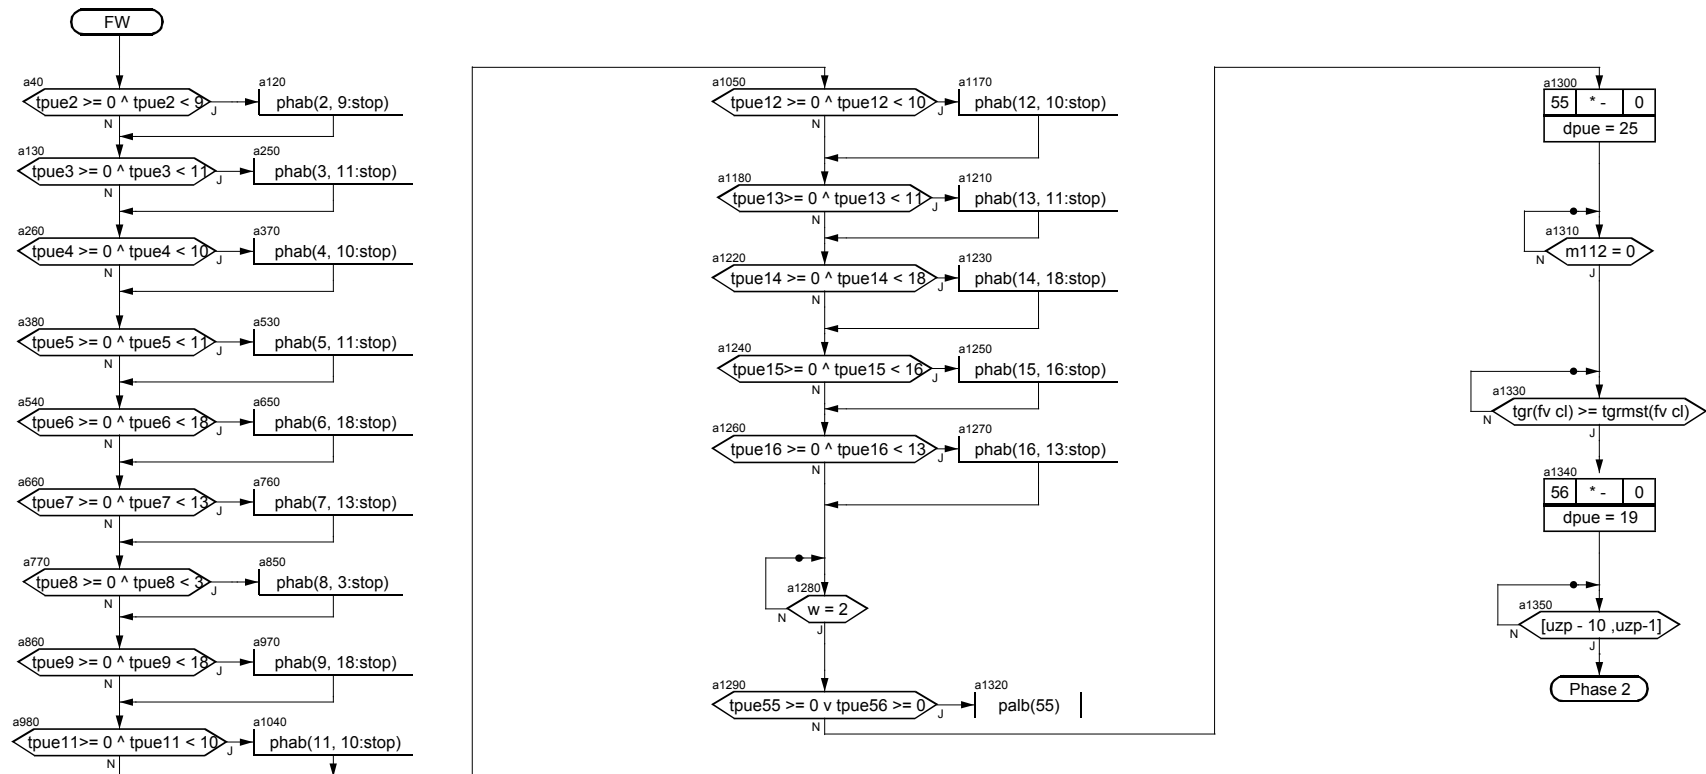 FW
a40
tpue2 >= 0 ^ tpue2 < 9
J
N
a120
phab(2, 9:stop)
a130
tpue3 >= 0 ^ tpue3 < 11
J
N
a250
phab(3, 11:stop)
a260
tpue4 >= 0 ^ tpue4 < 10
J
N
a370
phab(4, 10:stop)
a380
tpue5 >= 0 ^ tpue5 < 11
J
N
a530
phab(5, 11:stop)
a540
tpue6 >= 0 ^ tpue6 < 18
J
N
a650
phab(6, 18:stop)
a660
tpue7 >= 0 ^ tpue7 < 13
J
N
a760
phab(7, 13:stop)
a770
tpue8 >= 0 ^ tpue8 < 3
J
N
a850
phab(8, 3:stop)
a860
tpue9 >= 0 ^ tpue9 < 18
J
N
a970
phab(9, 18:stop)
a980
tpue11>= 0 ^ tpue11 < 10
J
N
a1040
phab(11, 10:stop)
a1050
tpue12 >= 0 ^ tpue12 < 10
J
N
a1170
phab(12, 10:stop)
a1180
tpue13>= 0 ^ tpue13 < 11
J
N
a1210
phab(13, 11:stop)
a1220
tpue14 >= 0 ^ tpue14 < 18
J
N
a1230
phab(14, 18:stop)
a1240
tpue15>= 0 ^ tpue15 < 16
J
N
a1250
phab(15, 16:stop)
a1260
tpue16 >= 0 ^ tpue16 < 13
J
N
a1270
phab(16, 13:stop)
a1280
w = 2
N
J
a1290
tpue55 >= 0 v tpue56 >= 0
J
N
a1320
palb(55)
a1300
55 * - 0
dpue = 25
a1310
m112 = 0
N
J
a1330
tgr(fv cl) >= tgrmst(fv cl)
N
J
a1340
56 * - 0
dpue = 19
a1350
[uzp - 10 ,uzp-1]
N
J
Phase 2